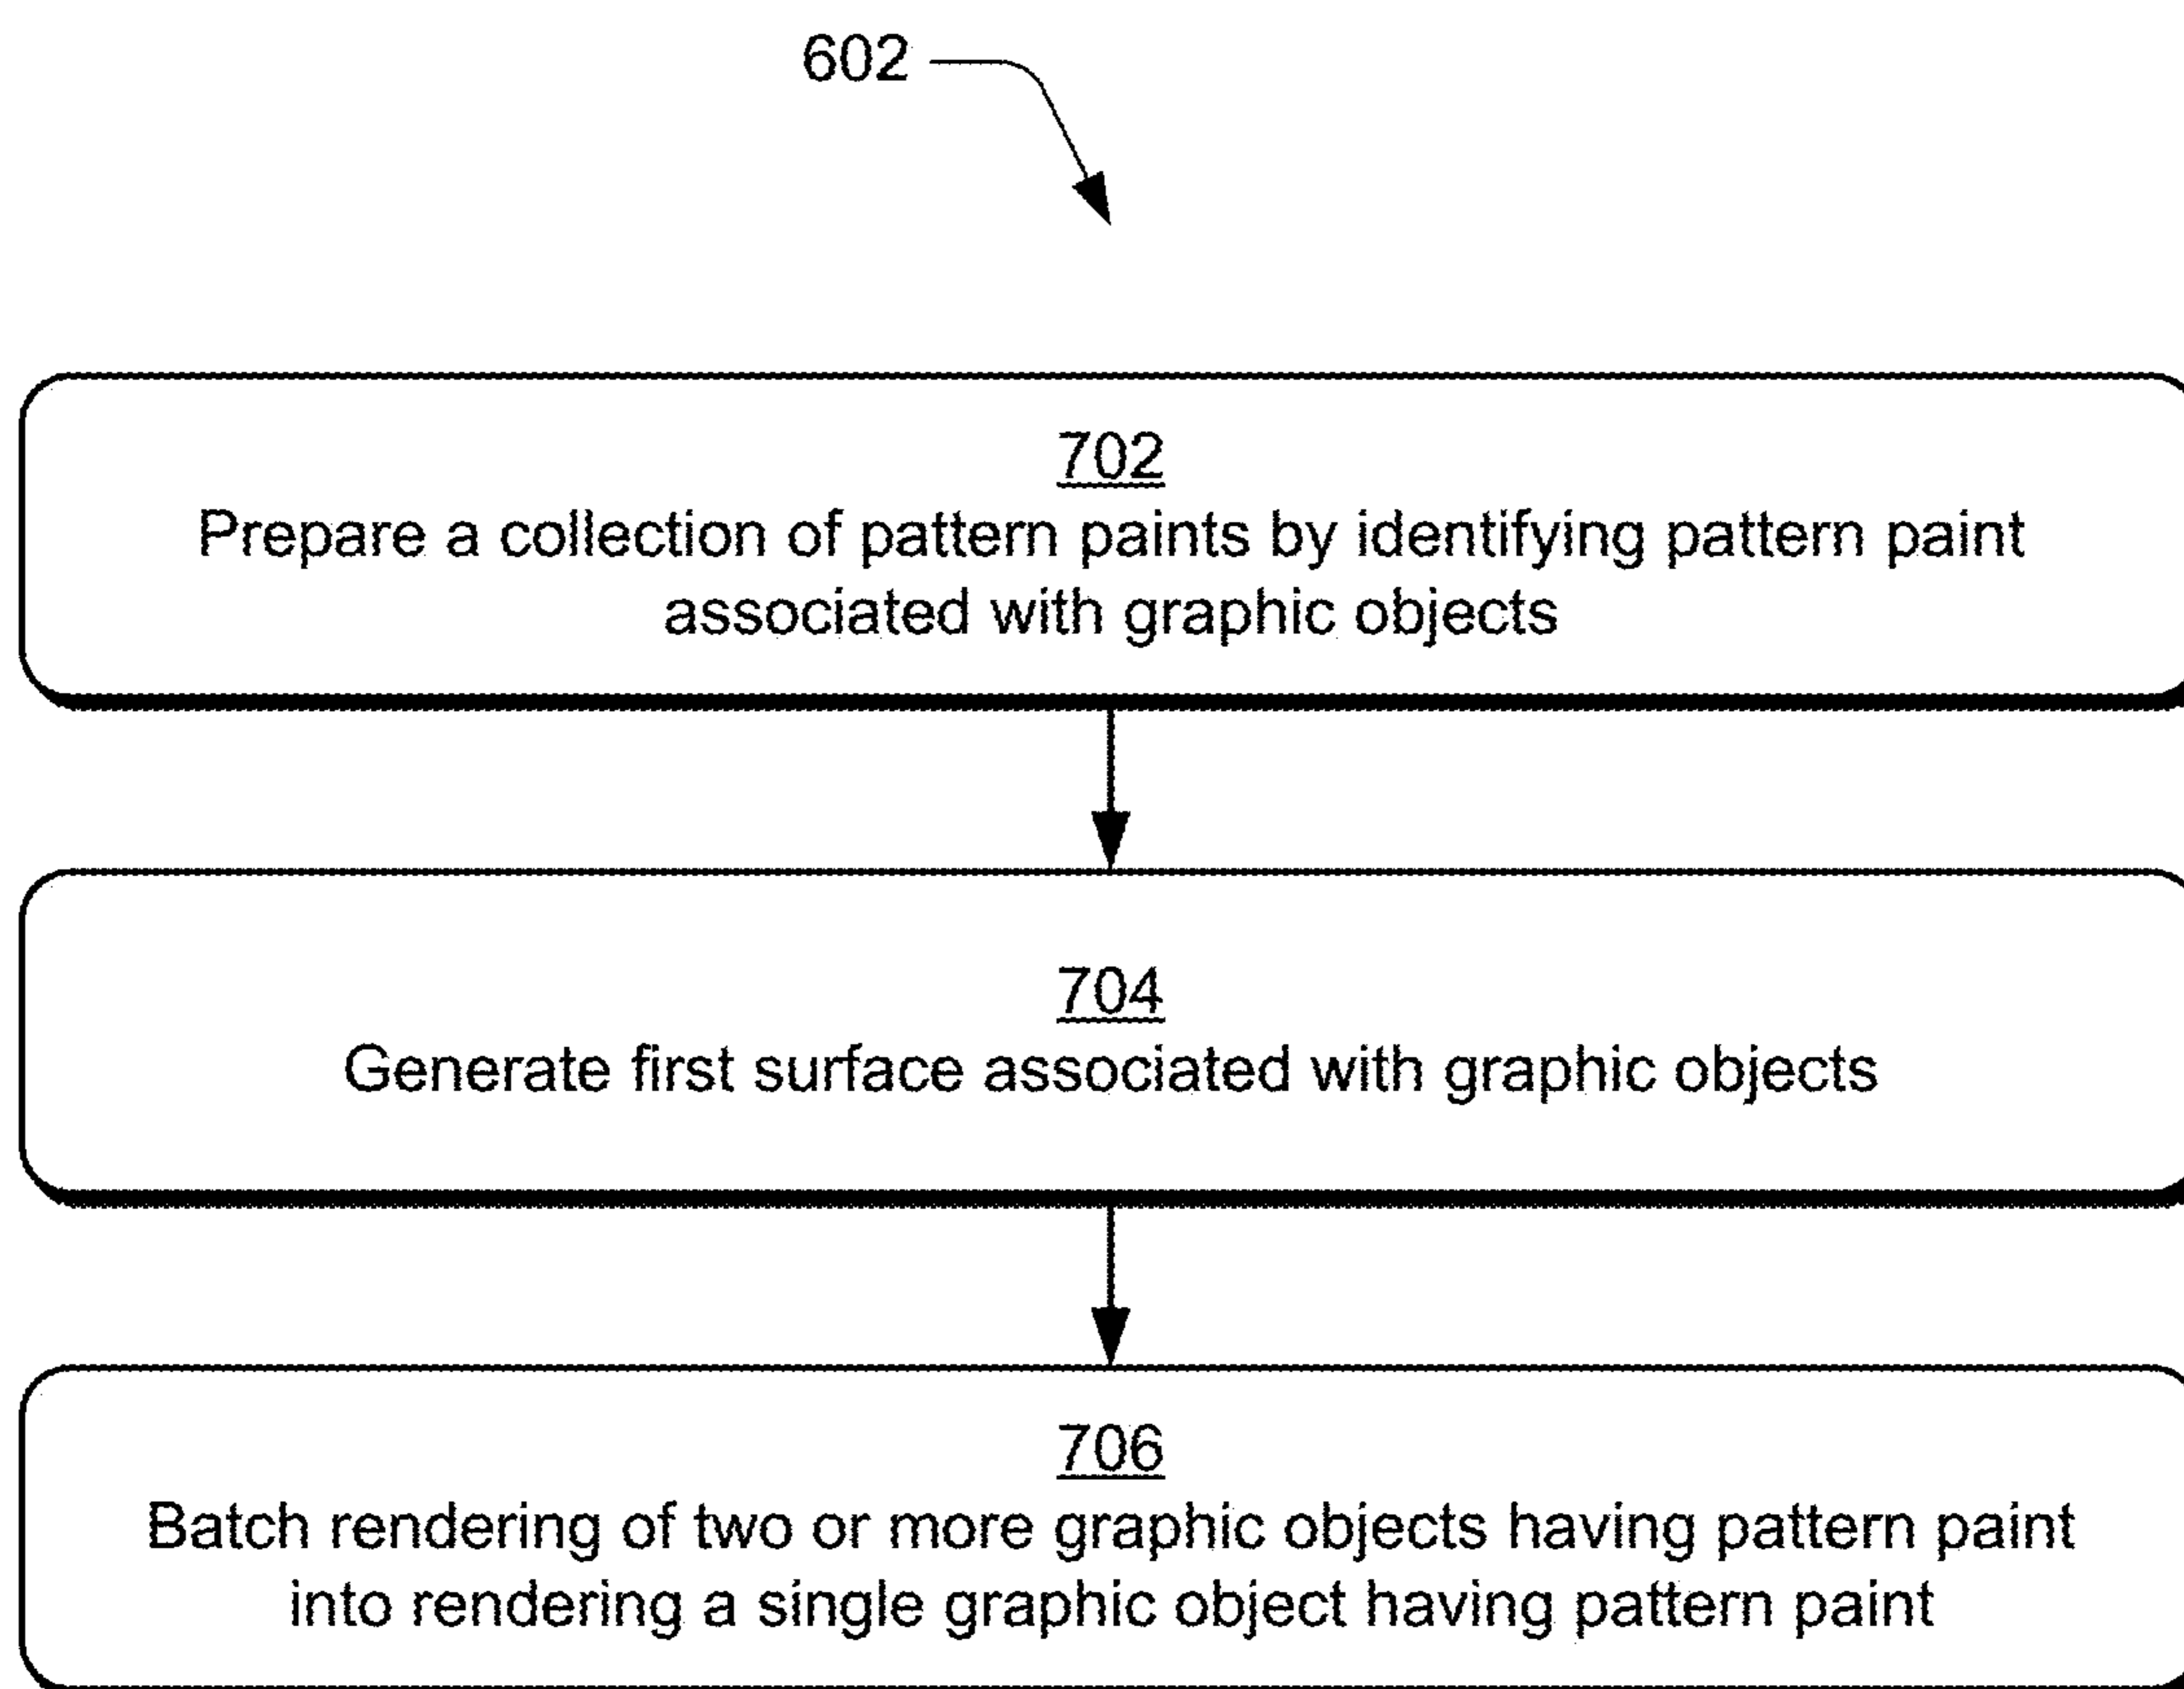 602
702
Prepare a collection of pattern paints by identifying pattern paint
associated with graphic objects
704
Generate first surface associated with graphic objects
706
Batch rendering of two or more graphic objects having pattern paint
into rendering a single graphic object having pattern paint